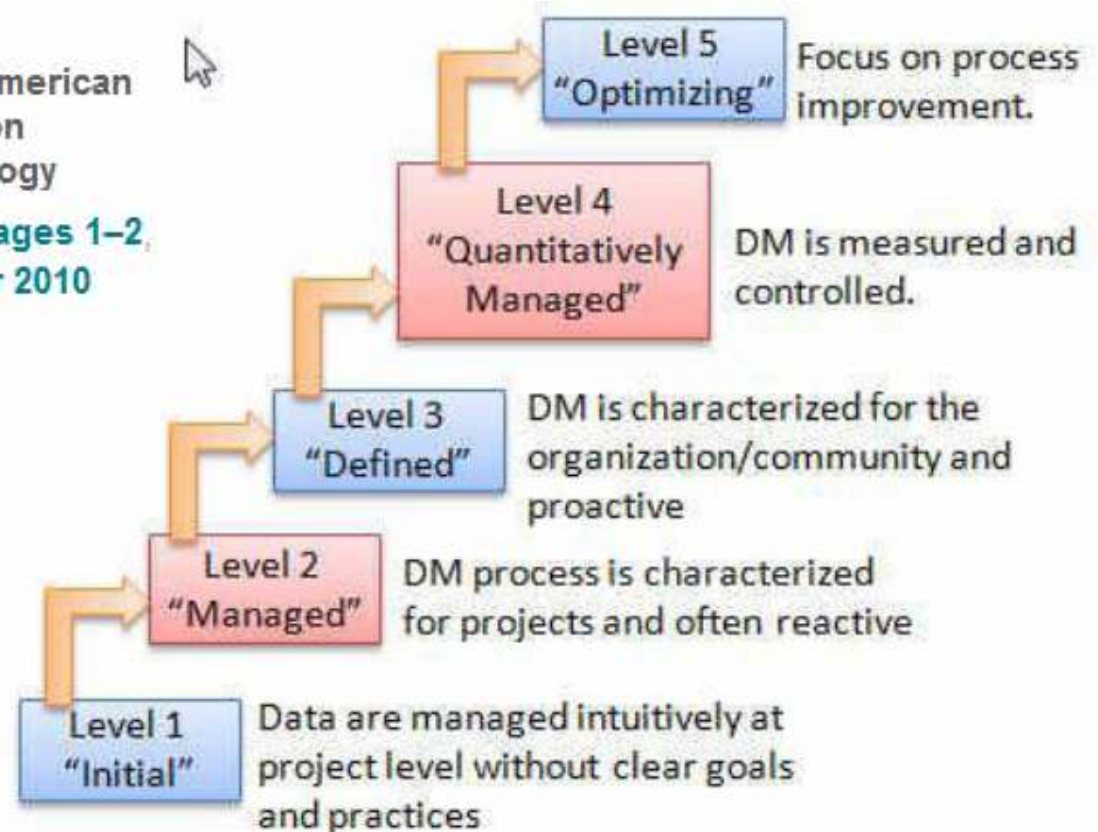 merican
on
ogy
ages 1–2,
r 2010
Level 5
“Optimizing”
Focus on process
improvement.
Level 4
“Quantitatively
Managed”
DM is measured and
controlled.
Level 3
“Defined”
DM is characterized for the
organization/community and
proactive
Level 2
“Managed”
DM process is characterized
for projects and often reactive
Level 1
“Initial”
Data are managed intuitively at
project level without clear goals
and practices